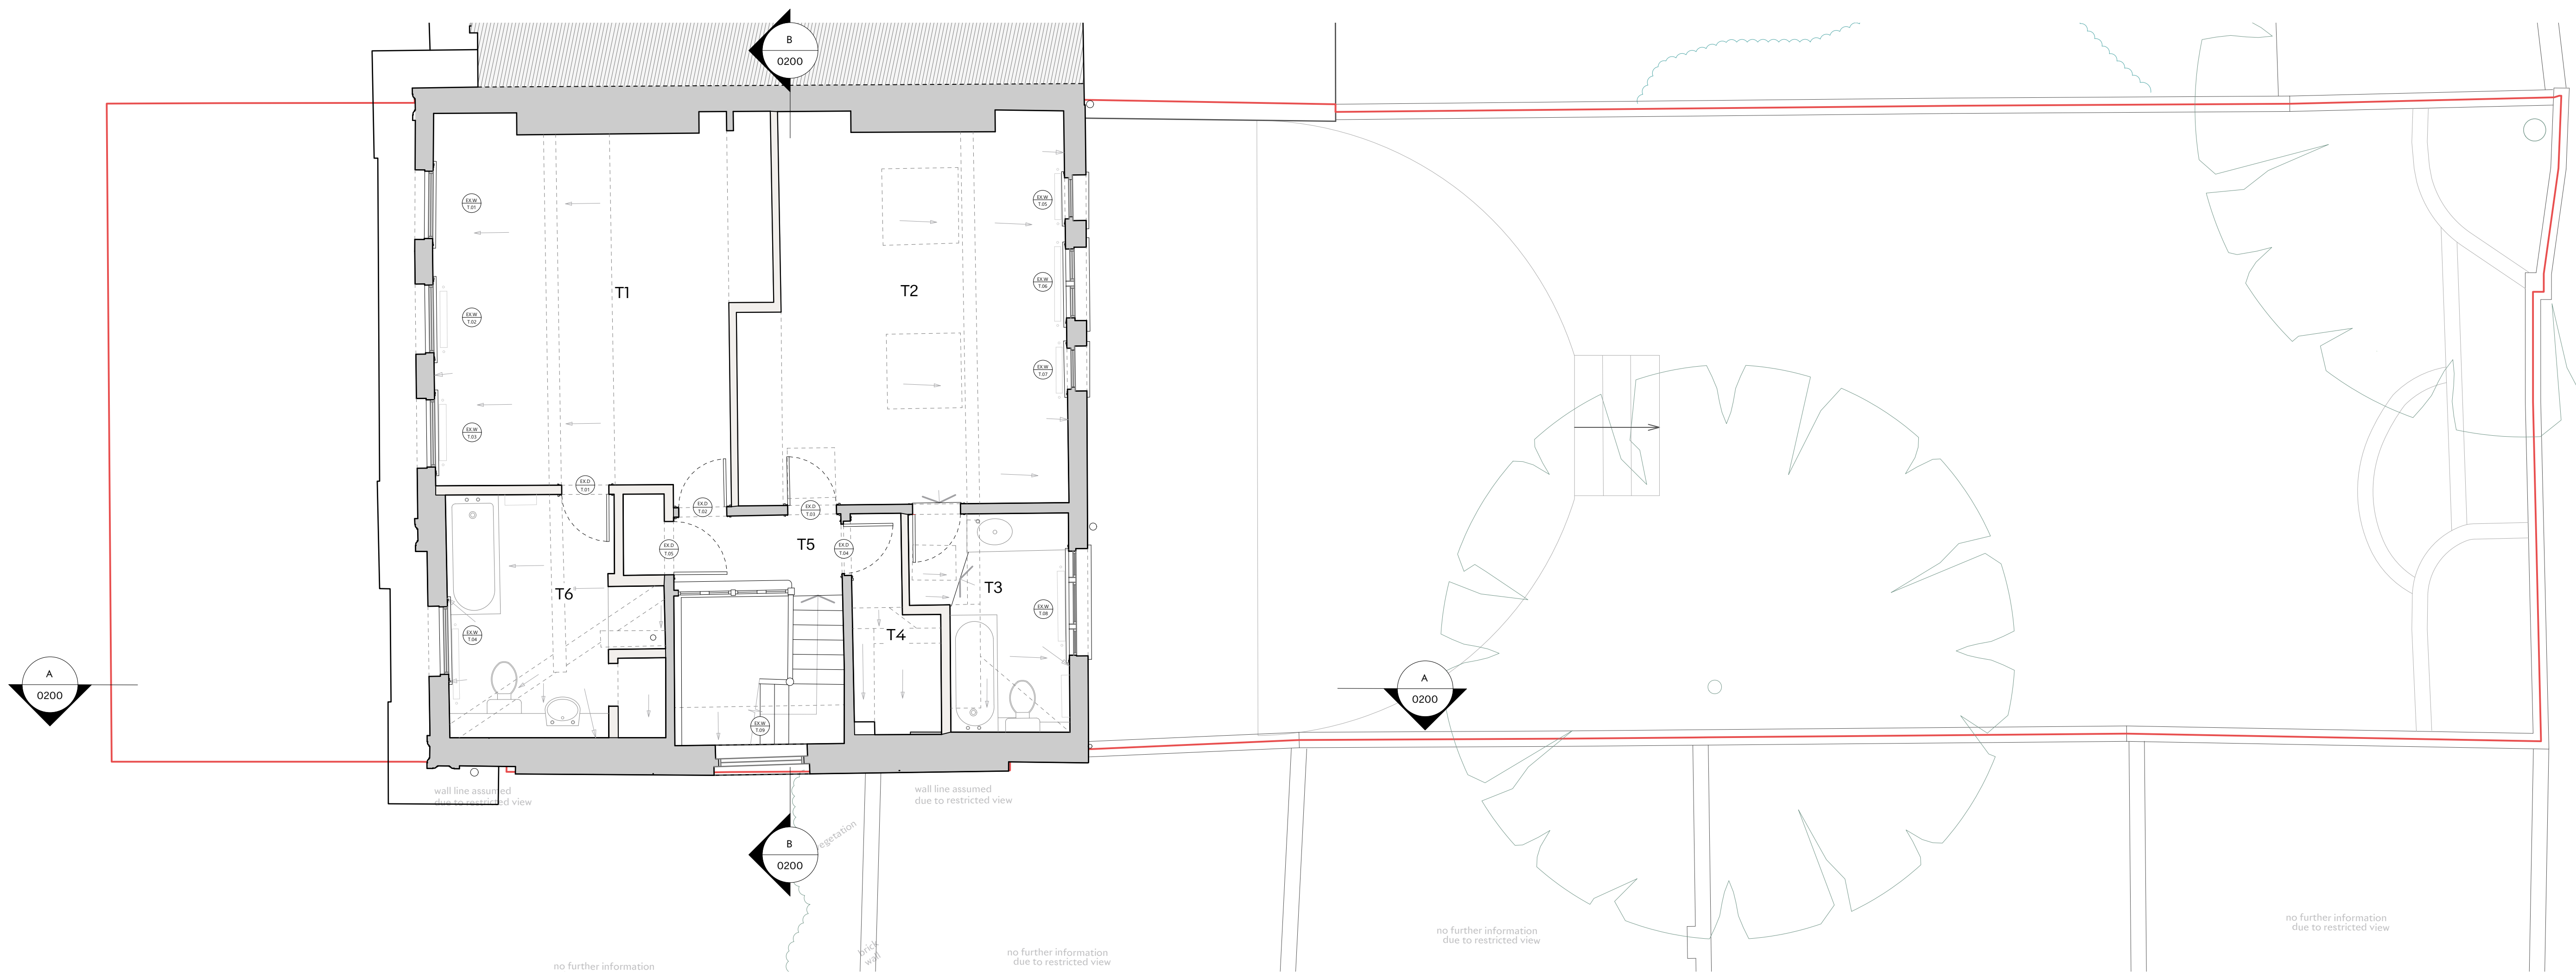 B
0200
EX.W
T.01
EX.W
T.05
EX.W
T.06
T1
T2
EX.W
T.02
EX.W
T.07
EX.W
T.03
EX.D
T.01
EX.D
T.02
EX.D
T.03
T5
EX.D
T.05
EX.D
T.04
T6
T3
EX.W
T.08
EX.W
T.04
T4
A
0200
A
0200
EX.W
T.09
wall line assumed
due to restricted view
wall line assumed
due to restricted view
egetation
B
0200
brick
wall
no further information
no further information
due to restricted view
no further information
due to restricted view
no further information
due to restricted view